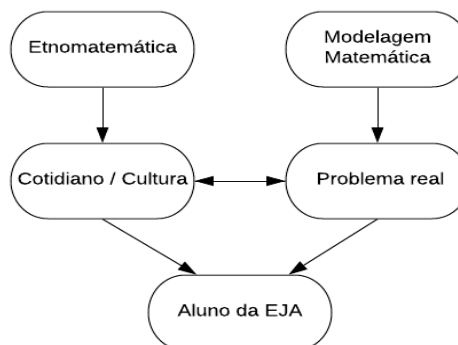 Etnomatemática
Modelagem
Matemática
Cotidiano / Cultura
Problema real
Aluno da EJA